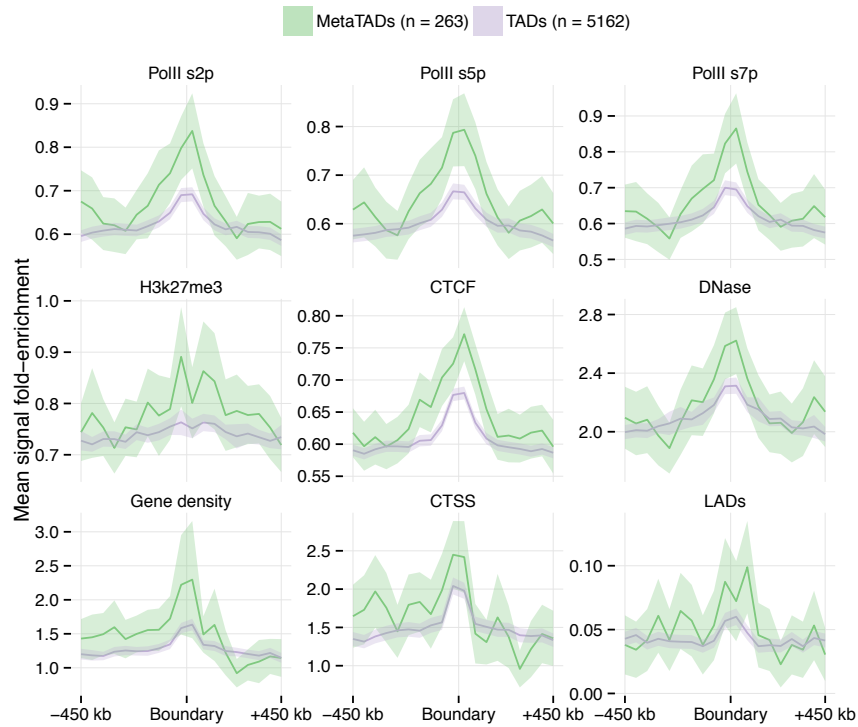 MetaTADs (n = 263) TADs (n = 5162)
PolII s2p PolII s5p PolII s7p
0.9 0.8 0.7 0.6
0.8 0.6
0.9 0.8 0.7 0.6 0.5
Mean signal fold−enrichment
H3k27me3 CTCF DNase
1.0 0.9 0.8 0.7
0.80 0.75 0.70 0.65 0.60 0.55
2.8 2.4 2.0
Gene density CTSS LADs
3.0 2.5 2.0 1.5 1.0
2.5 2.0 1.5 1.0
0.10 0.05 0.00
−450 kb Boundary +450 kb −450 kb Boundary +450 kb −450 kb Boundary +450 kb